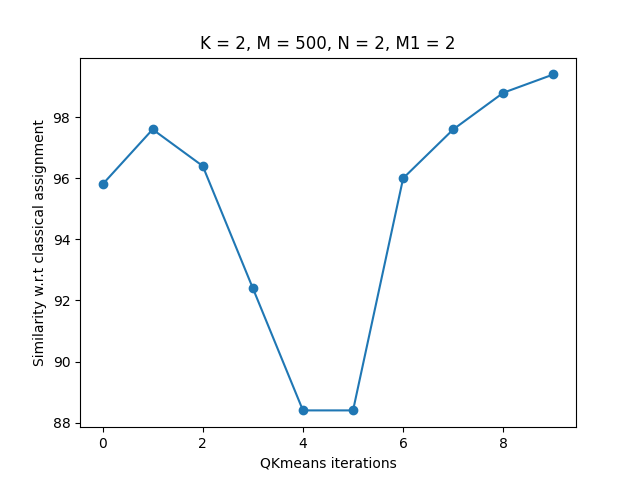 K = 2, M = 500, N = 2, M1 = 2
98
96
94
92
90
88
Similarity w.r.t classical assignment
0 2 4 6 8
QKmeans iterations